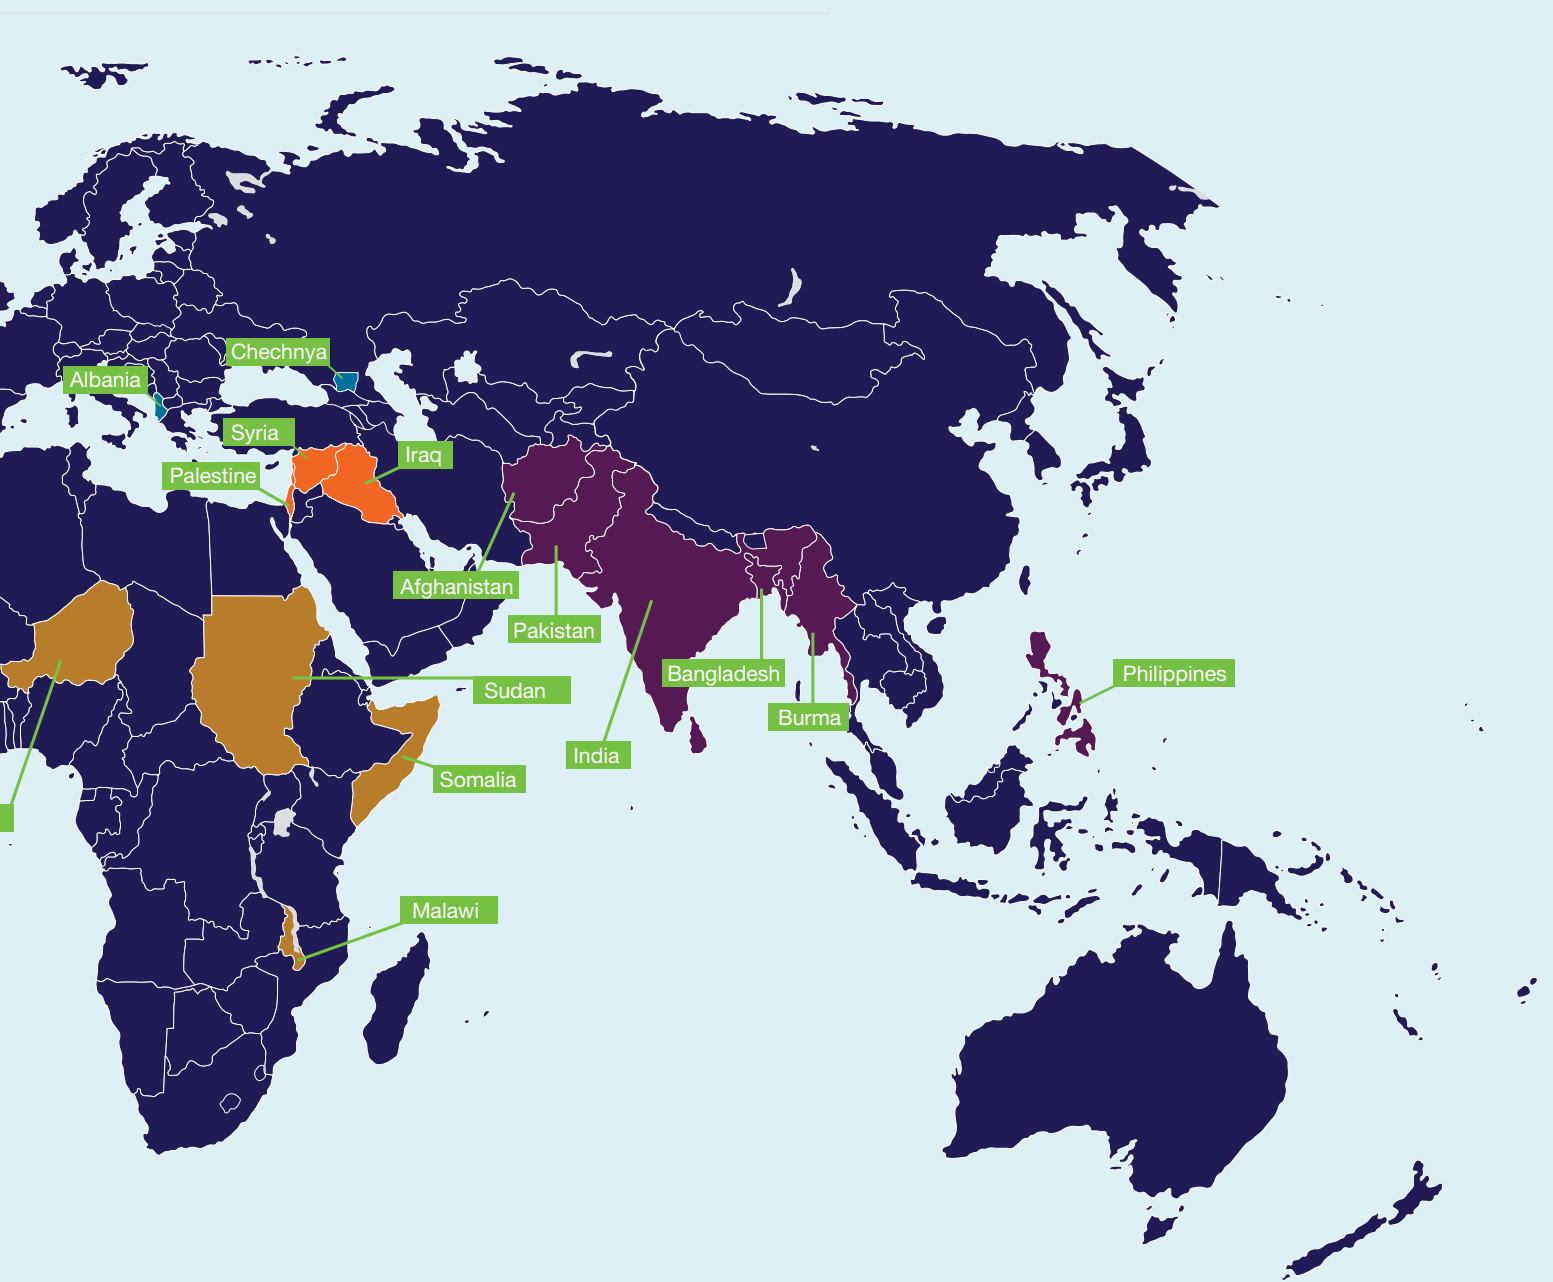 Chechnya
Albania
Syria
Iraq
Palestine
Afghanistan
Pakistan
Bangladesh
Philippines
Sudan
Burma
India
Somalia
Malawi